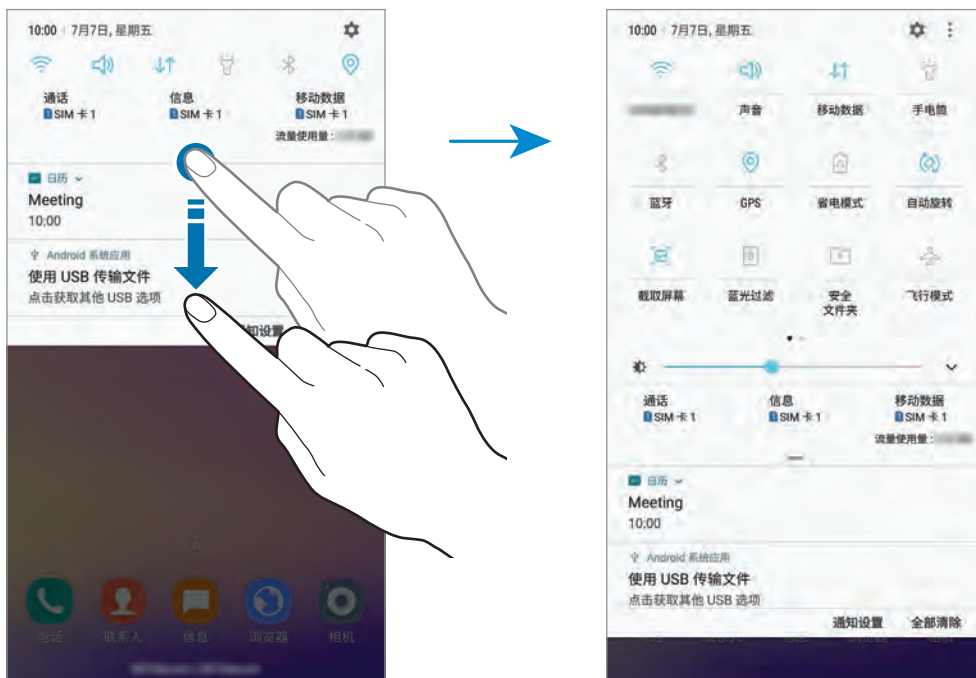 10:00 7月7日, 星期五
通话
SIM 卡 1
信息
SIM 卡 1
移动数据
SIM 卡 1
流量使用量:
日历
Meeting
10:00
Android 系统应用
使用 USB 传输文件
点击获取其他 USB 选项
知设置
电话
联系人
信息
浏览器
相机
10:00 7月7日, 星期五
声音
移动数据
手电筒
蓝牙
GPS
省电模式
自动旋转
截取屏幕
蓝光过滤
安全
文件夹
飞行模式
通话
SIM 卡 1
信息
SIM 卡 1
移动数据
SIM 卡 1
流量使用量:
日历
Meeting
10:00
Android 系统应用
使用 USB 传输文件
点击获取其他 USB 选项
通知设置
全部清除